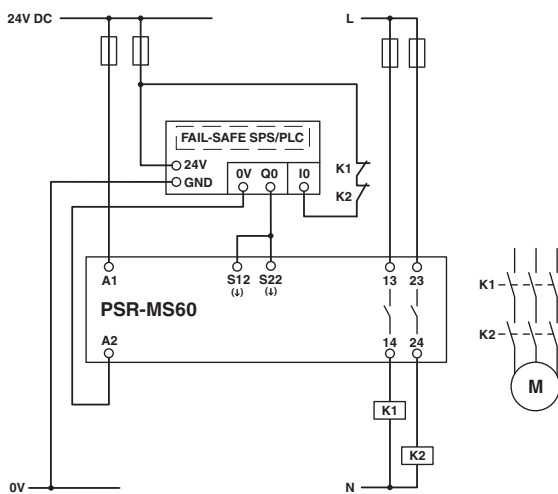 24V DC
L
FAIL-SAFE SPS/PLC
24V
GND
0V Q0 I0
K1
K2
A1
S12
(↓)
S22
(↓)
13 23
PSR-MS60
A2
14 24
K1
K2
K1
K2
M
0V
N